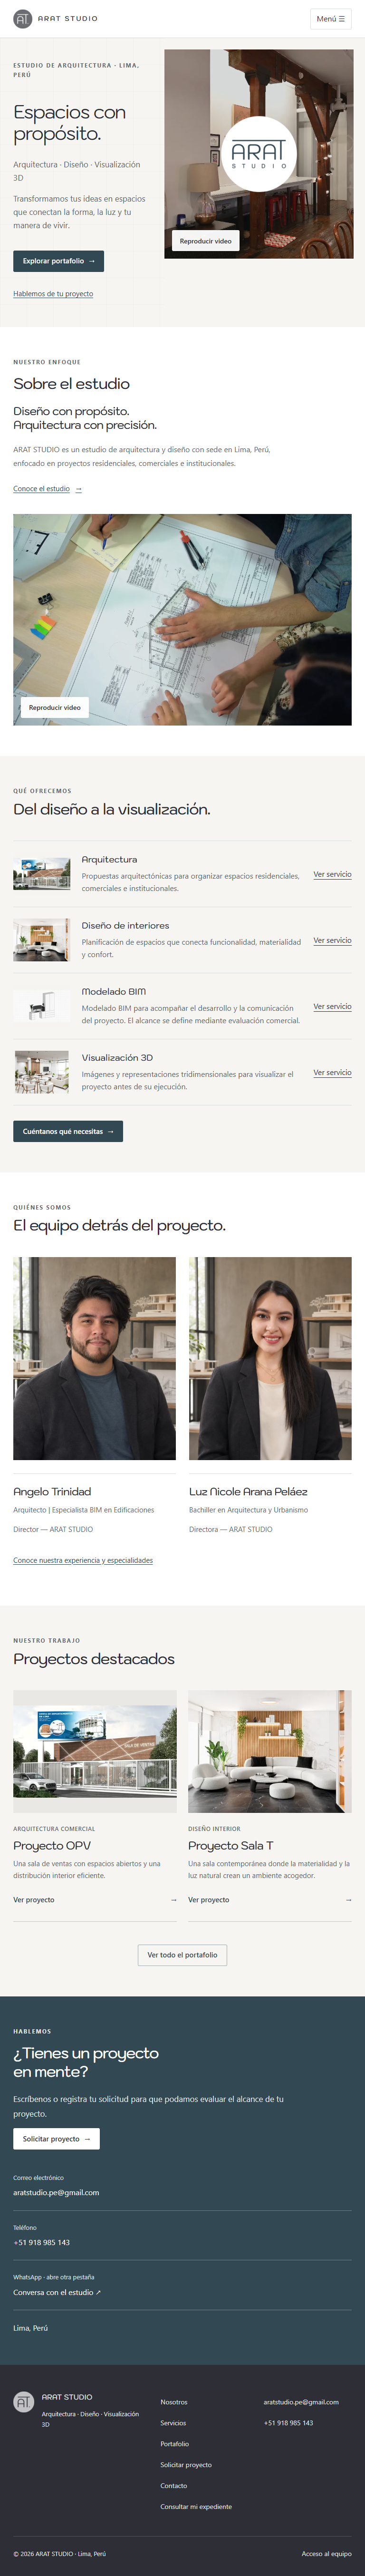 ARAT STUDIO
Menú ☰
ESTUDIO DE ARQUITECTURA · LIMA,
PERÚ
Espacios con
propósito.
Arquitectura · Diseño · Visualización
3D
Transformamos tus ideas en espacios
que conectan la forma, la luz y tu
manera de vivir.
Explorar portafolio →
Hablemos de tu proyecto
ARAT
STUDIO
Reproducir video
NUESTRO ENFOQUE
Sobre el estudio
Diseño con propósito.
Arquitectura con precisión.
ARAT STUDIO es un estudio de arquitectura y diseño con sede en Lima, Perú,
enfocado en proyectos residenciales, comerciales e institucionales.
Conoce el estudio →
Reproducir video
QUÉ OFRECEMOS
Del diseño a la visualización.
Arquitectura
Propuestas arquitectónicas para organizar espacios residenciales,
comerciales e institucionales.
Ver servicio
Diseño de interiores
Planificación de espacios que conecta funcionalidad, materialidad
y confort.
Ver servicio
Modelado BIM
Modelado BIM para acompañar el desarrollo y la comunicación
del proyecto. El alcance se define mediante evaluación comercial.
Ver servicio
Visualización 3D
Imágenes y representaciones tridimensionales para visualizar el
proyecto antes de su ejecución.
Ver servicio
Cuéntanos qué necesitas →
QUIÉNES SOMOS
El equipo detrás del proyecto.
Angelo Trinidad
Arquitecto | Especialista BIM en Edificaciones
Director — ARAT STUDIO
Luz Nicole Arana Peláez
Bachiller en Arquitectura y Urbanismo
Directora — ARAT STUDIO
Conoce nuestra experiencia y especialidades
NUESTRO TRABAJO
Proyectos destacados
SALA DE VENTAS
ARQUITECTURA COMERCIAL
Proyecto OPV
Una sala de ventas con espacios abiertos y una
distribución interior eficiente.
Ver proyecto →
DISEÑO INTERIOR
Proyecto Sala T
Una sala contemporánea donde la materialidad y la
luz natural crean un ambiente acogedor.
Ver proyecto →
Ver todo el portafolio
HABLEMOS
¿Tienes un proyecto
en mente?
Escríbenos o registra tu solicitud para que podamos evaluar el alcance de tu
proyecto.
Solicitar proyecto →
Correo electrónico
aratstudio.pe@gmail.com
Teléfono
+51 918 985 143
WhatsApp · abre otra pestaña
Conversa con el estudio ↗
Lima, Perú
ARAT STUDIO
Arquitectura · Diseño · Visualización
3D
Nosotros
Servicios
Portafolio
Solicitar proyecto
Contacto
Consultar mi expediente
aratstudio.pe@gmail.com
+51 918 985 143
© 2026 ARAT STUDIO · Lima, Perú
Acceso al equipo